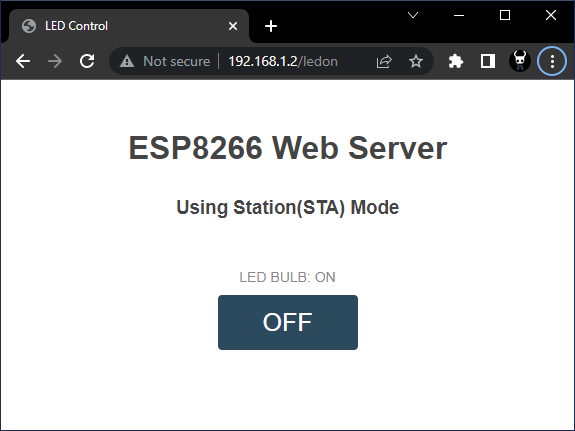 LED Control
Not secure 192.168.1.2/ledon
ESP8266 Web Server
Using Station(STA) Mode
LED BULB: ON
OFF